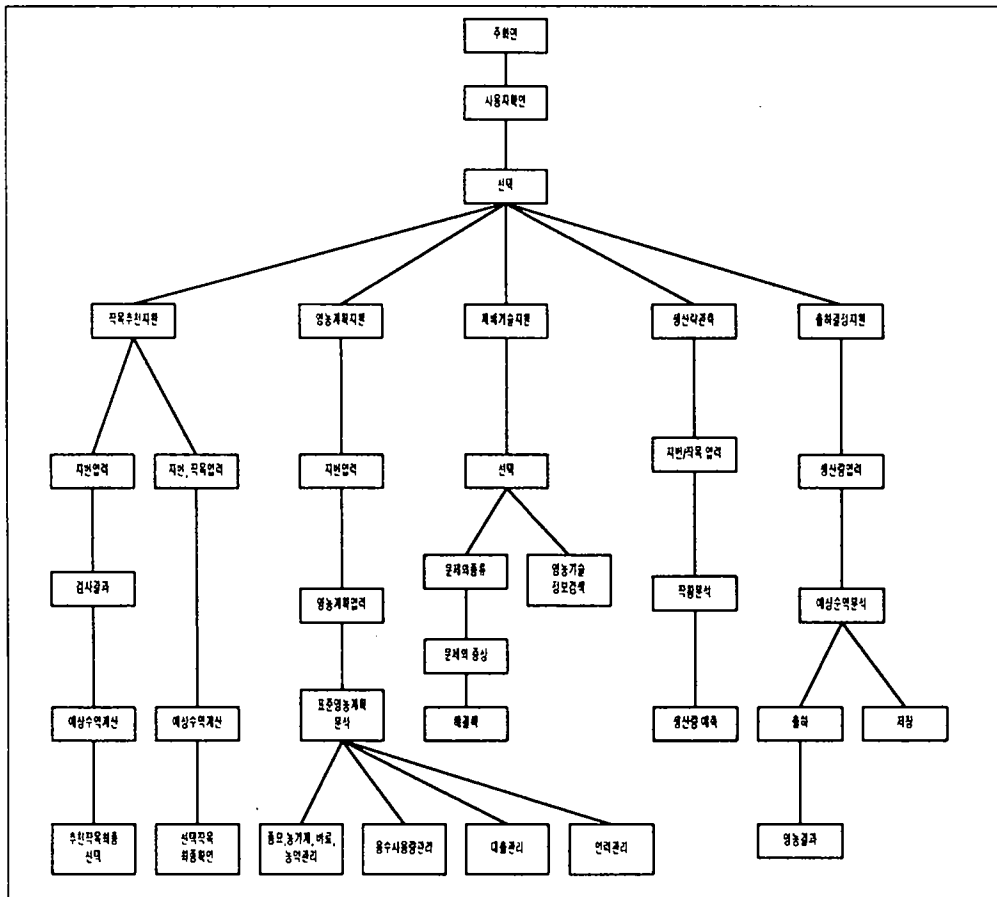 주화면
사용자확인
선택
작목추천지원
영농계획지원
재배기술지원
생산략관측
출하결정지원
지번입력
지번, 작목입력
지번입력
선택
지번/작목 입력
생산량입력
검사결과
영농계획입력
문제의종류
영농기술
정보검색
작황분석
예상수익분석
문제의 증상
예상수익계산
예상수익계산
표준영농계획
분석
해결책
생산량 예측
출하
저장
추천작목최종
선택
선택작목
최종확인
종묘,농기계,비료,
농약관리
용수사용량관리
대출관리
인력관리
영농결과